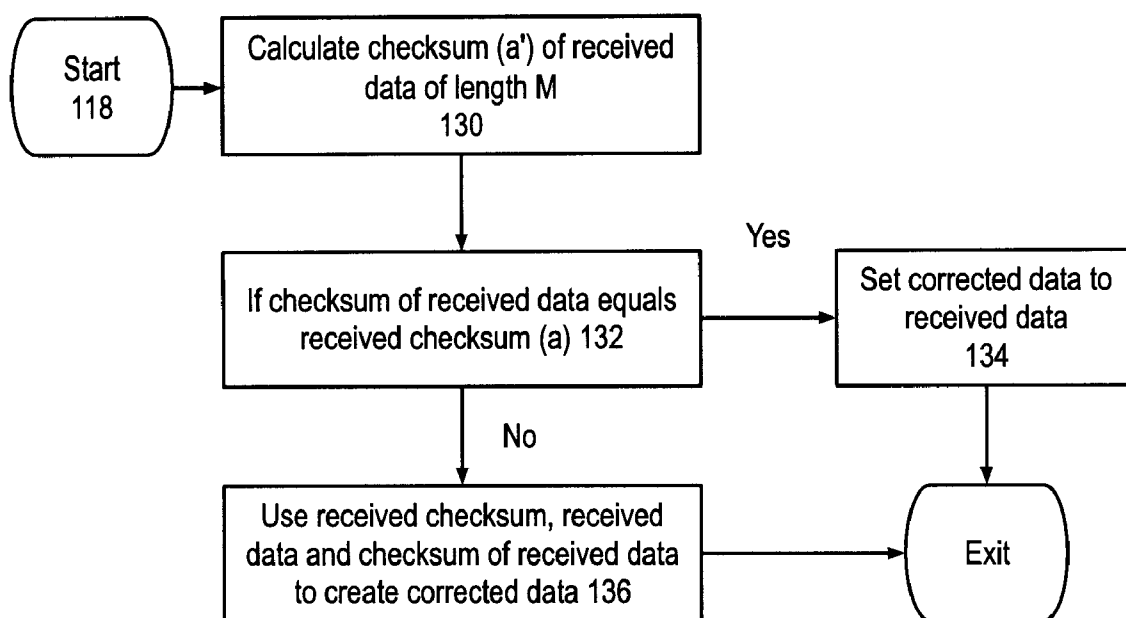 Start
118
Calculate checksum (a') of received
data of length M
130
Yes
If checksum of received data equals
received checksum (a) 132
Set corrected data to
received data
134
No
Use received checksum, received
data and checksum of received data
to create corrected data 136
Exit